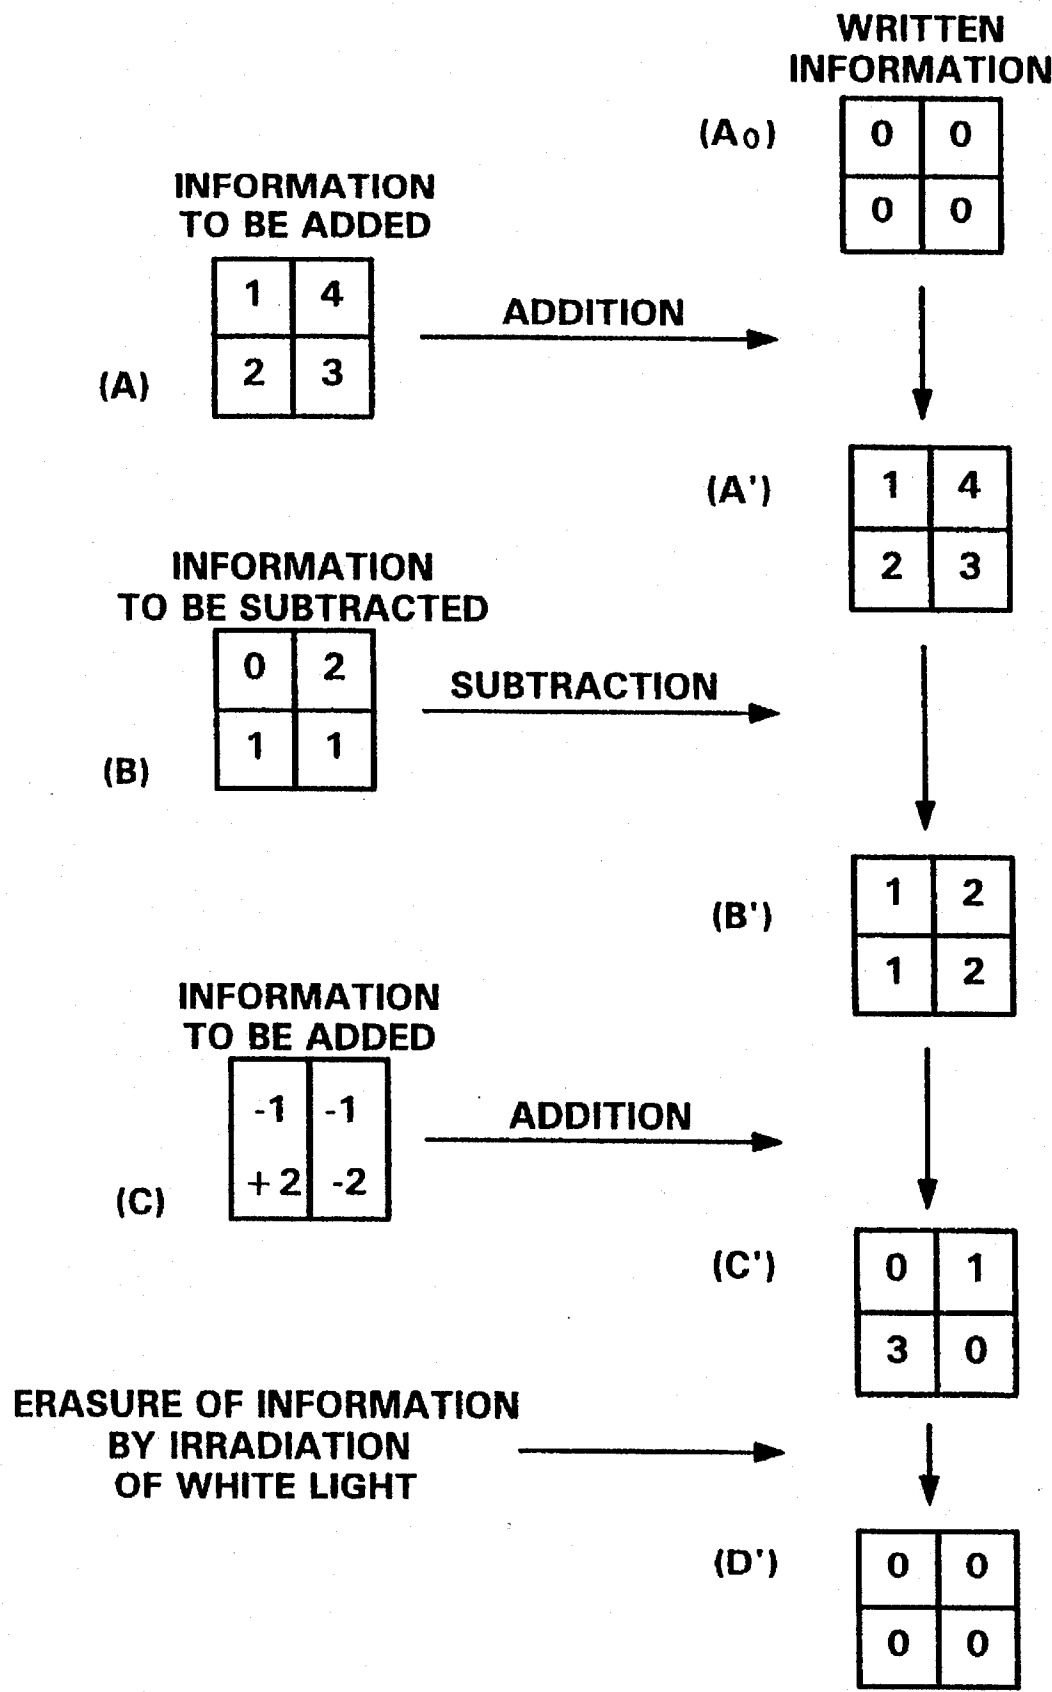 WRITTEN
INFORMATION
(A0)
0 0
0 0
INFORMATION
TO BE ADDED
1 4
2 3
(A)
ADDITION
(A')
1 4
2 3
INFORMATION
TO BE SUBTRACTED
0 2
1 1
(B)
SUBTRACTION
(B')
1 2
1 2
INFORMATION
TO BE ADDED
-1 -1
+2 -2
(C)
ADDITION
(C')
0 1
3 0
ERASURE OF INFORMATION
BY IRRADIATION
OF WHITE LIGHT
(D')
0 0
0 0